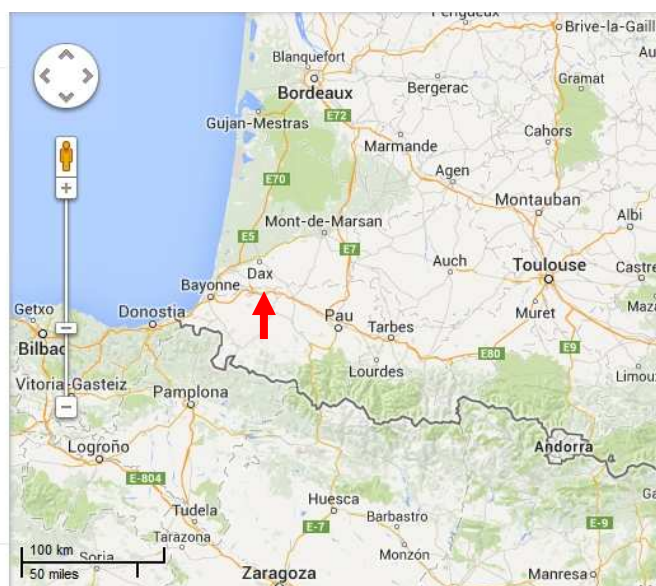 Périgueux
Brive-la-Gaill
Blanquefort
Bordeaux
Bergerac
Gramat
Gujan-Mestras
E72
Marmande
Cahors
E70
Agen
Montauban
Mont-de-Marsan
Albi
E5
E7
Dax
Auch
Toulouse
Castre
Bayonne
Getxo
Donostia
Pau
Tarbes
Muret
Maza
Bilbao
E80
E9
Lourdes
Limoux
Vitoria-Gasteiz
Pamplona
Logroño
Andorra
E-804
Tudela
Huesca
E-7
Barbastro
E-9
Tarazona
Monzón
100 km
50 miles
Soria
Zaragoza
Manresa